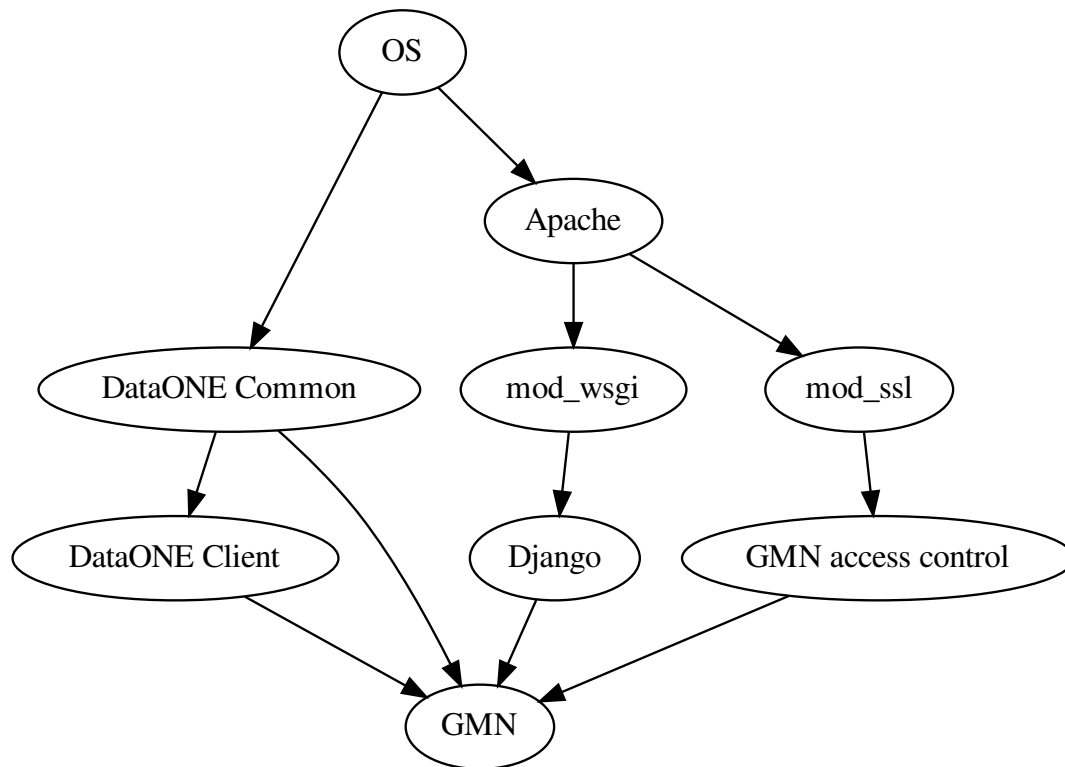 OS
Apache
DataONE Common
mod_wsgi
mod_ssl
DataONE Client
Django
GMN access control
GMN